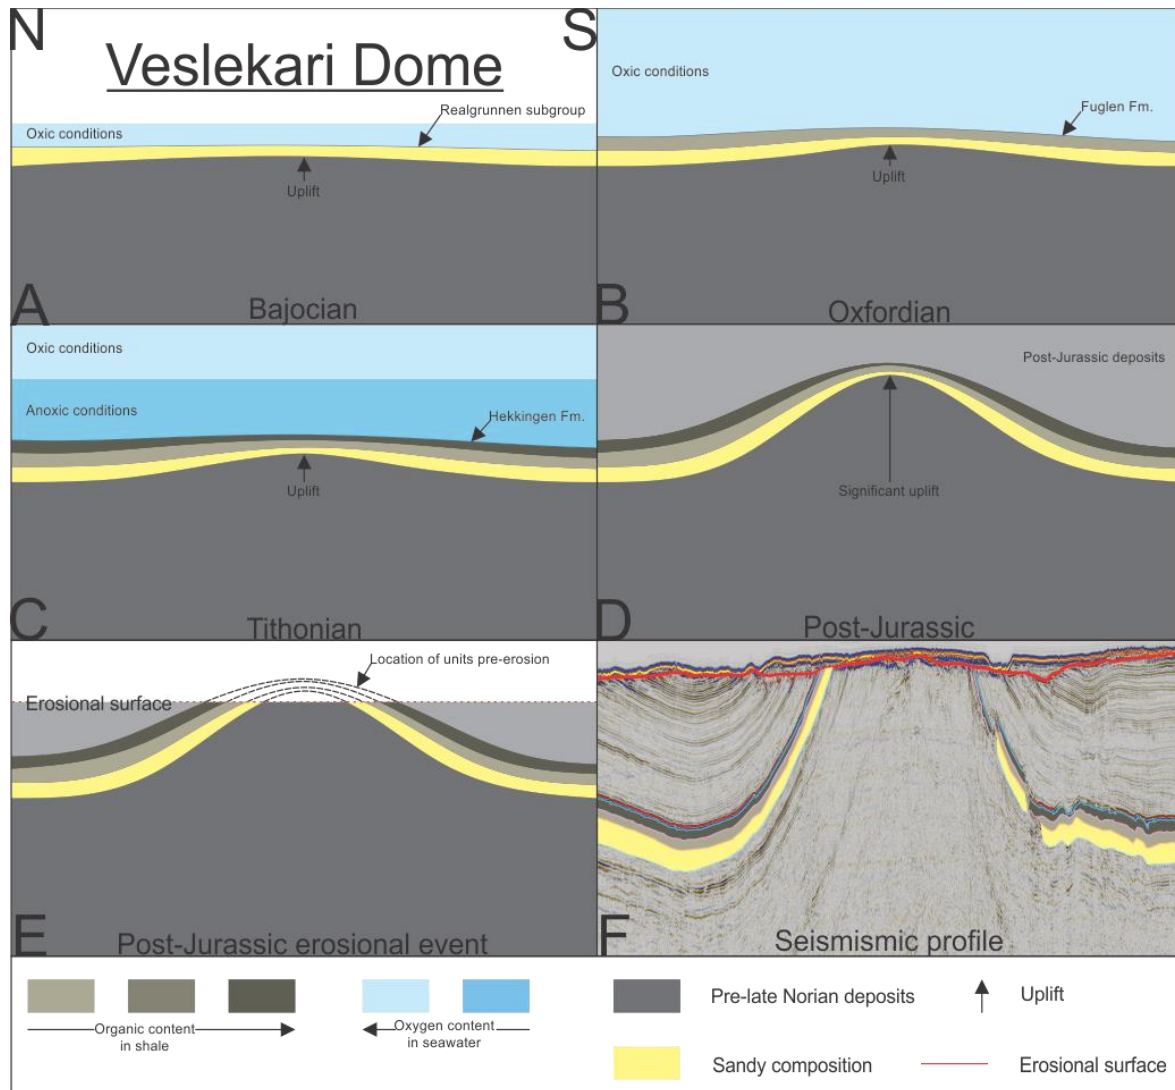 N
S
Veslekari Dome
Realgrunnen subgroup
Oxic conditions
Uplift
A
Bajocian
Oxic conditions
Fuglen Fm.
Uplift
B
Oxfordian
Oxic conditions
Anoxic conditions
Hekkingen Fm.
Uplift
C
Tithonian
Post-Jurassic deposits
Significant uplift
D
Post-Jurassic
Location of units pre-erosion
Erosional surface
E
Post-Jurassic erosional event
F
Seismismic profile
Organic content
in shale
Oxygen content
in seawater
Pre-late Norian deposits
Uplift
Sandy composition
Erosional surface